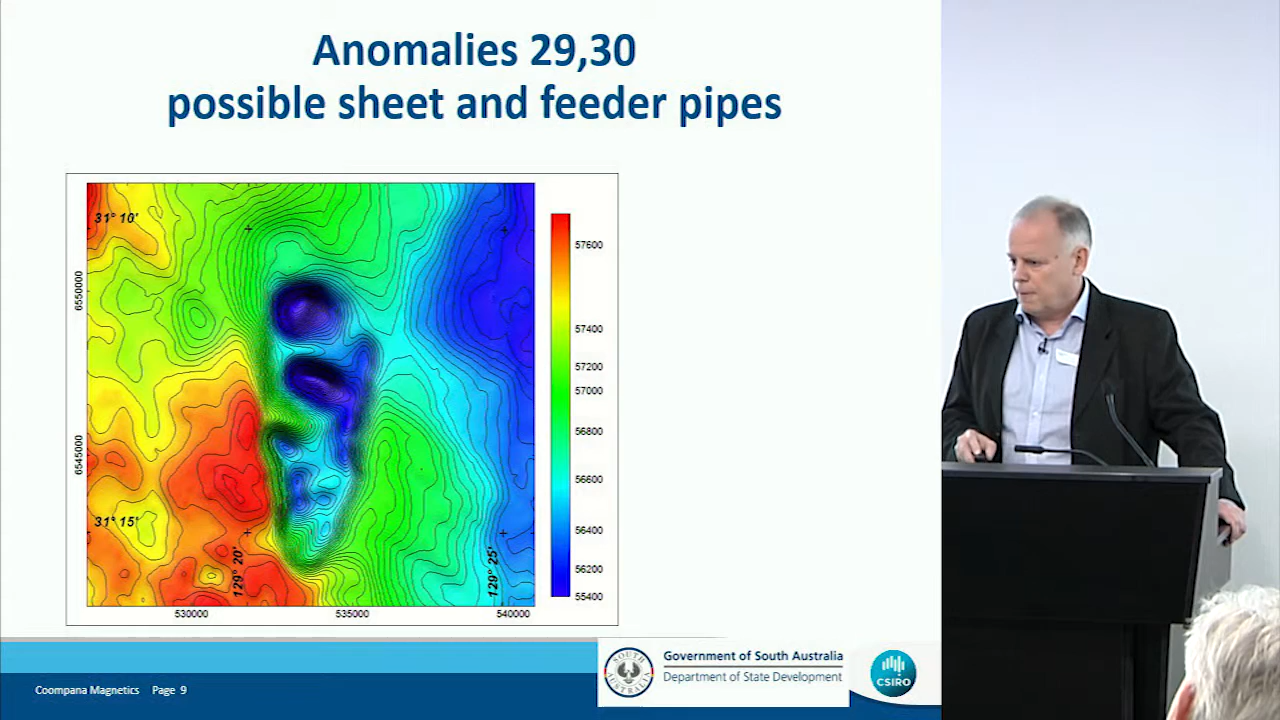 Anomalies 29,30
possible sheet and feeder pipes
31° 10'
31° 15'
129° 20'
129° 25'
6550000
6545000
530000
535000
540000
57600
57400
57200
57000
56800
56600
56400
56200
55400
Coompana Magnetics Page 9
SOUTH AUSTRALIA
Government of South Australia
Department of State Development
CSIRO